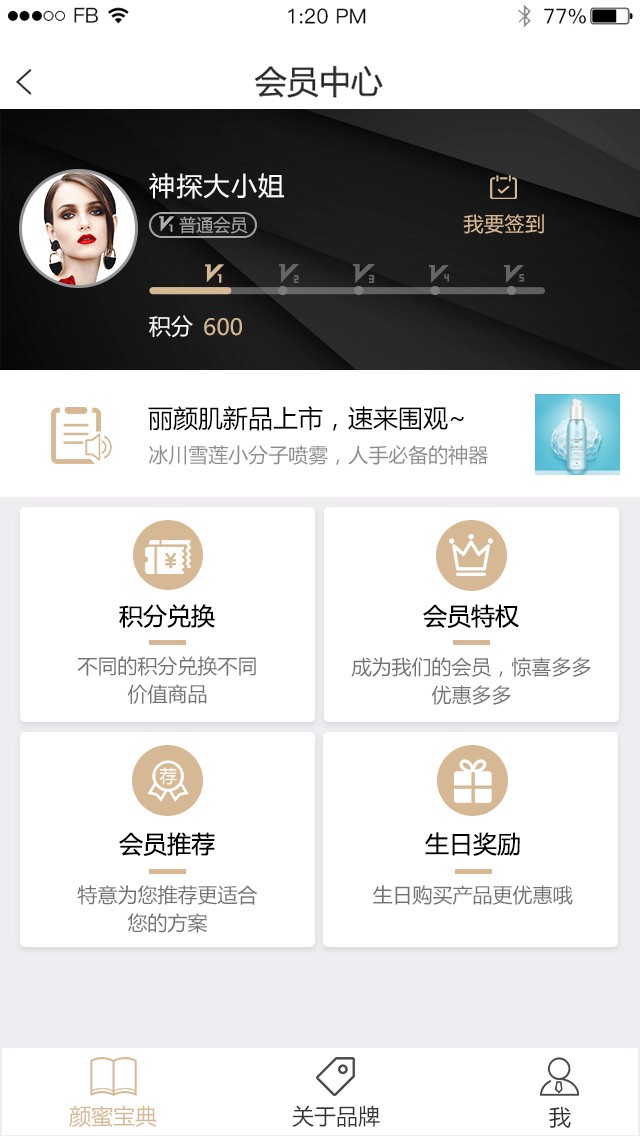 FB 1:20 PM 77%
会员中心
神探大小姐
V1 普通会员
我要签到
V1 V2 V3 V4 V5
积分 600
丽颜肌新品上市，速来围观~
冰川雪莲小分子喷雾，人手必备的神器
积分兑换
不同的积分兑换不同
价值商品
会员特权
成为我们的会员，惊喜多多
优惠多多
荐
会员推荐
特意为您推荐更适合
您的方案
生日奖励
生日购买产品更优惠哦
颜蜜宝典
关于品牌
我